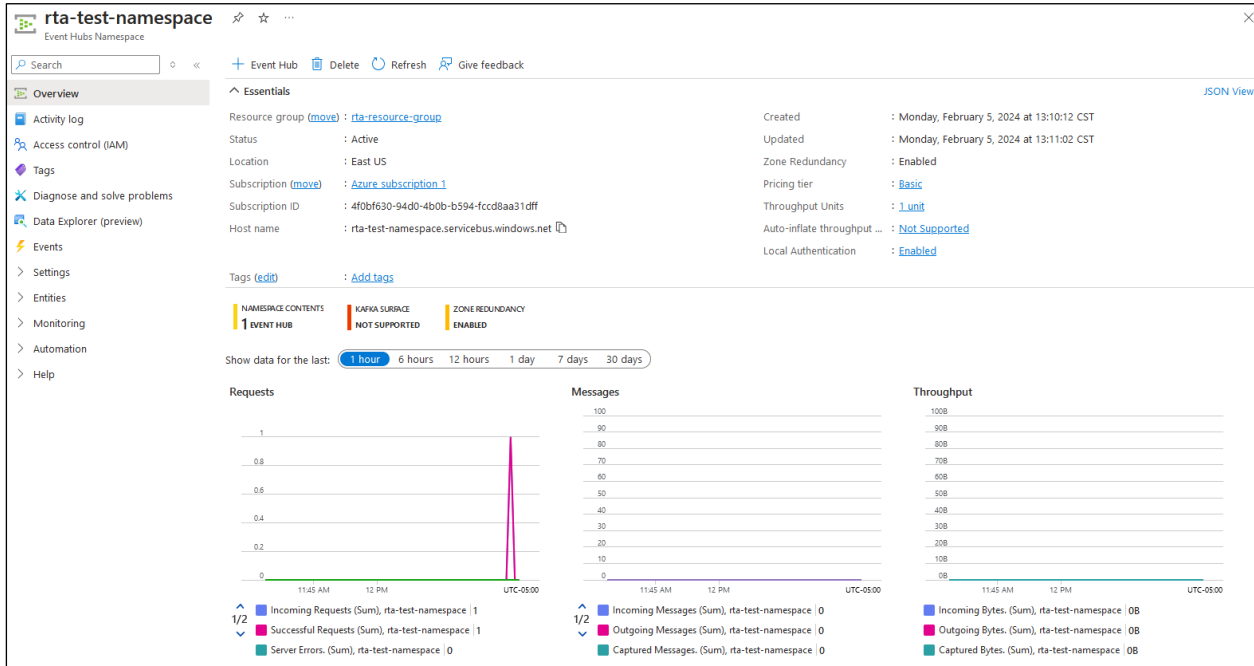 rta-test-namespace
Event Hubs Namespace
Search
Event Hub Delete Refresh Give feedback
Overview
Activity log
Access control (IAM)
Tags
Diagnose and solve problems
Data Explorer (preview)
Events
Settings
Entities
Monitoring
Automation
Help
Essentials
JSON View
Resource group (move) : rta-resource-group
Status : Active
Location : East US
Subscription (move) : Azure subscription 1
Subscription ID : 4f0bf630-94d0-4b0b-b594-fccd8aa31dff
Host name : rta-test-namespace.servicebus.windows.net
Tags (edit) : Add tags
Created : Monday, February 5, 2024 at 13:10:12 CST
Updated : Monday, February 5, 2024 at 13:11:02 CST
Zone Redundancy : Enabled
Pricing tier : Basic
Throughput Units : 1 unit
Auto-inflate throughput ... : Not Supported
Local Authentication : Enabled
NAMESPACE CONTENTS
1 EVENT HUB
KAFKA SURFACE
NOT SUPPORTED
ZONE REDUNDANCY
ENABLED
Show data for the last: 1 hour 6 hours 12 hours 1 day 7 days 30 days
Requests
1
0.8
0.6
0.4
0.2
0
11:45 AM 12 PM UTC-05:00
1/2
Incoming Requests (Sum), rta-test-namespace 1
Successful Requests (Sum), rta-test-namespace 1
Server Errors. (Sum), rta-test-namespace 0
Messages
100
90
80
70
60
50
40
30
20
10
0
11:45 AM 12 PM UTC-05:00
1/2
Incoming Messages (Sum), rta-test-namespace 0
Outgoing Messages (Sum), rta-test-namespace 0
Captured Messages. (Sum), rta-test-namespace 0
Throughput
100B
90B
80B
70B
60B
50B
40B
30B
20B
10B
0B
11:45 AM 12 PM UTC-05:00
Incoming Bytes. (Sum), rta-test-namespace 0B
Outgoing Bytes. (Sum), rta-test-namespace 0B
Captured Bytes. (Sum), rta-test-namespace 0B